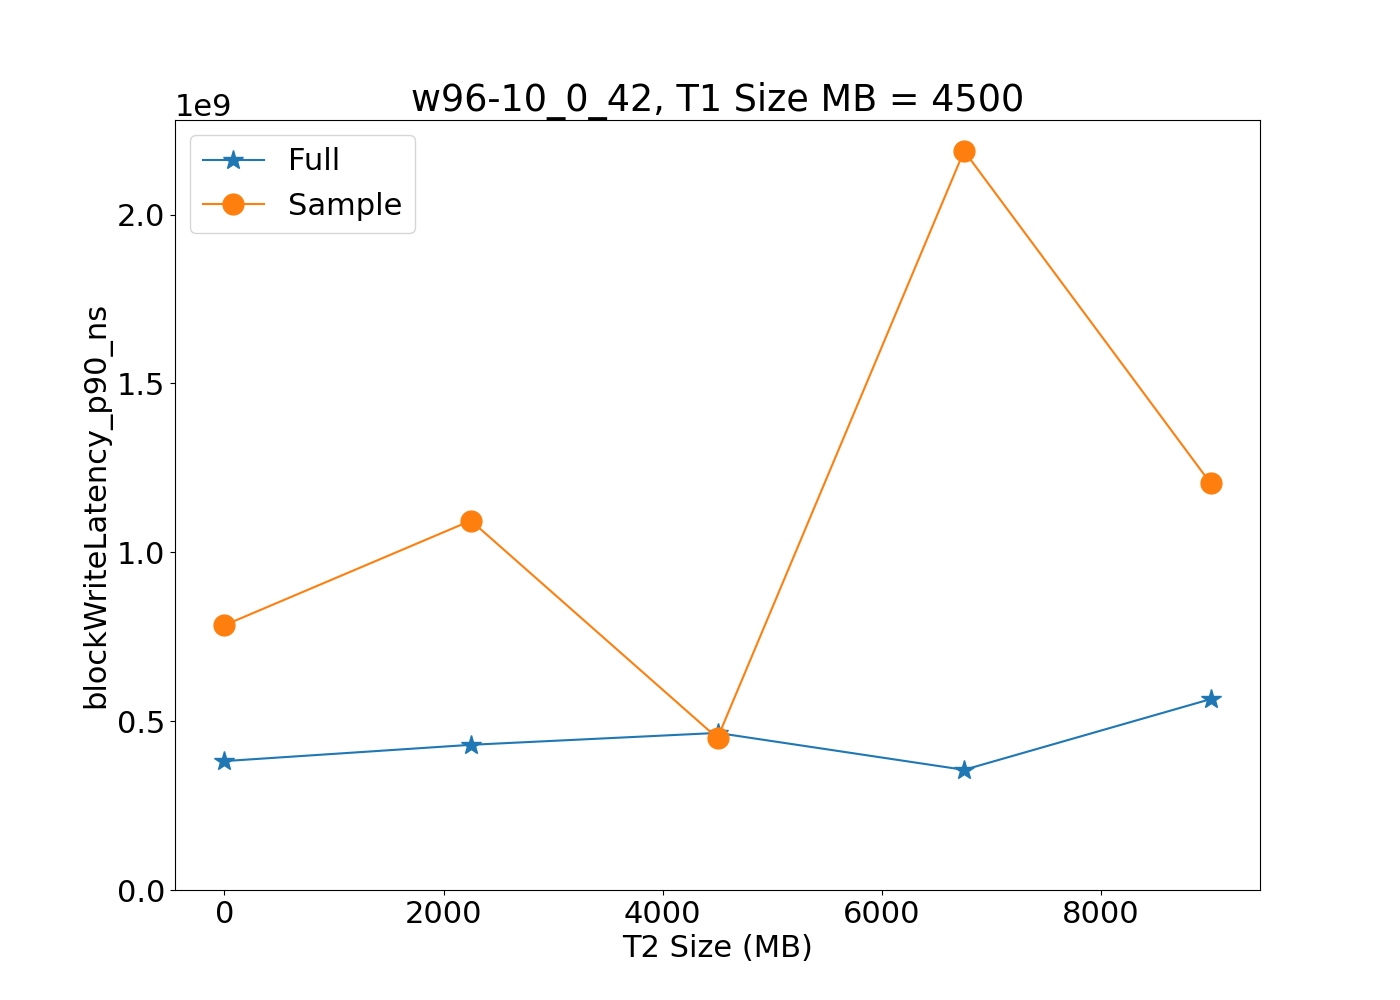 w96-10_0_42, T1 Size MB = 4500
1e9
Full
Sample
2.0
1.5
1.0
0.5
0.0
blockWriteLatency_p90_ns
0 2000 4000 6000 8000
T2 Size (MB)